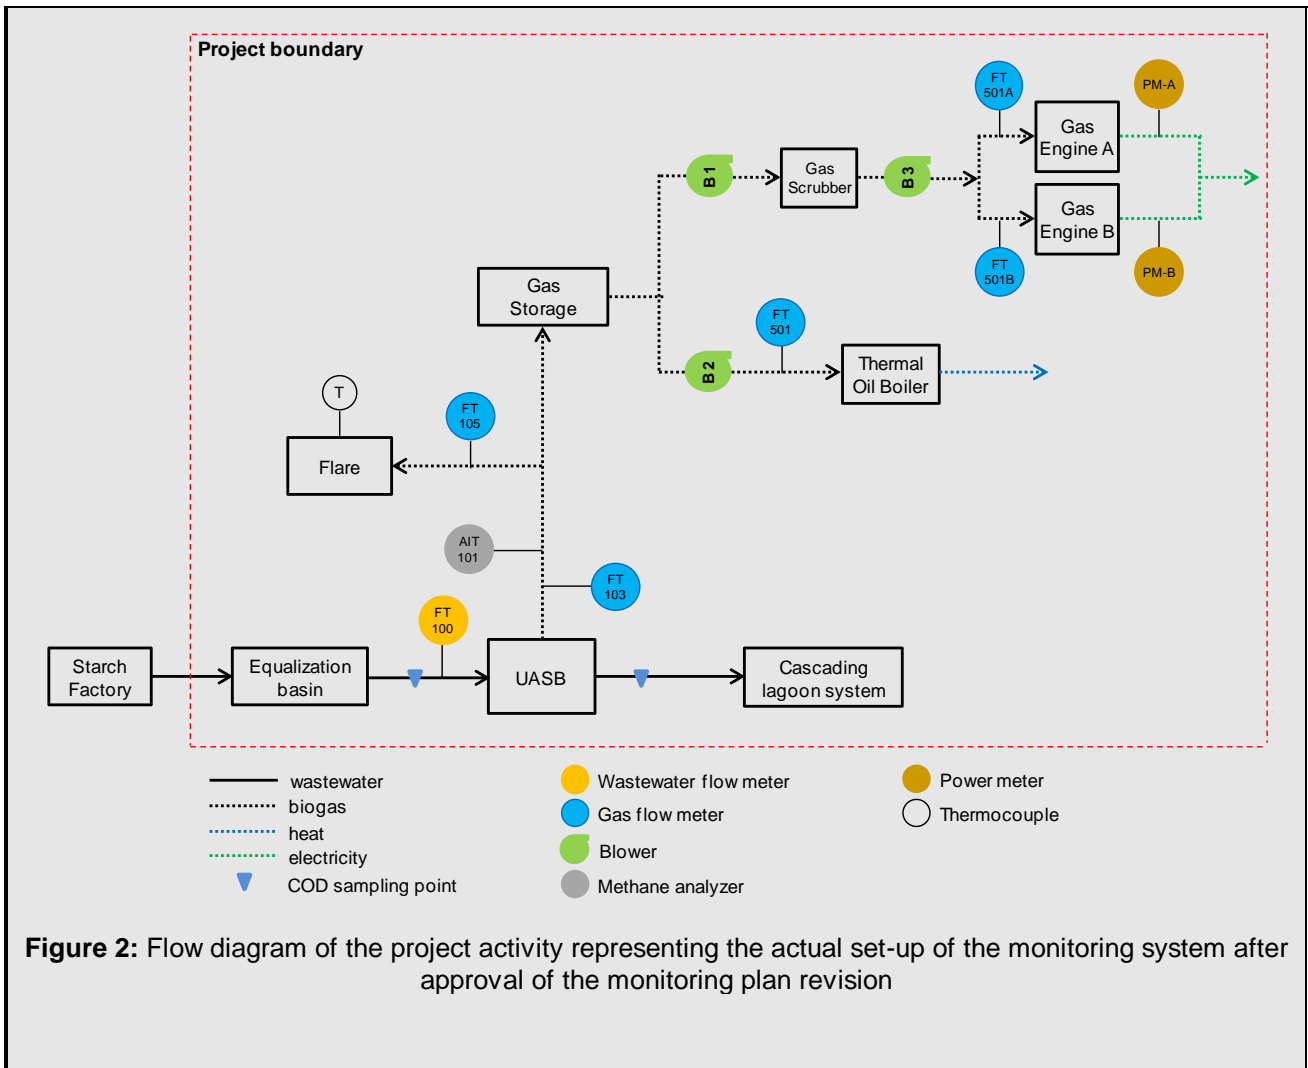 Project boundary
FT
501A
PM-A
Gas
Engine A
B 1
Gas
Scrubber
B 3
Gas
Engine B
FT
501B
PM-B
Gas
Storage
FT
501
B 2
Thermal
Oil Boiler
T
FT
105
Flare
AIT
101
FT
103
FT
100
Starch
Factory
Equalization
basin
UASB
Cascading
lagoon system
wastewater
biogas
heat
electricity
COD sampling point
Wastewater flow meter
Gas flow meter
Blower
Methane analyzer
Power meter
Thermocouple
Figure 2: Flow diagram of the project activity representing the actual set-up of the monitoring system after
approval of the monitoring plan revision